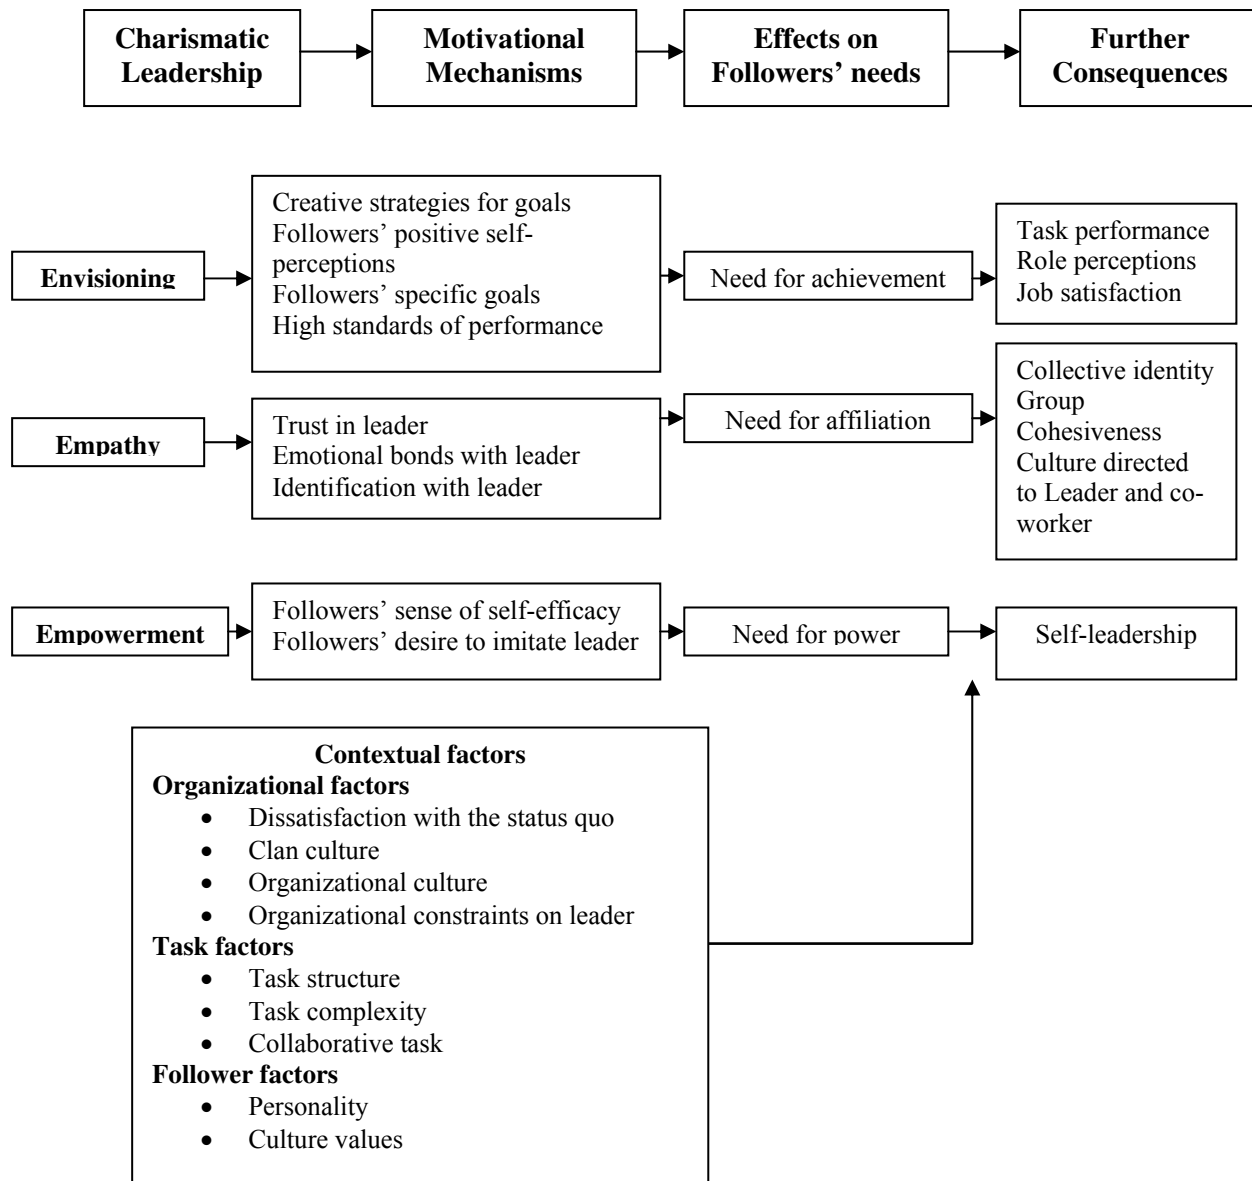 Charismatic
Leadership
Motivational
Mechanisms
Effects on
Followers’ needs
Further
Consequences
Envisioning
Creative strategies for goals
Followers’ positive self-
perceptions
Followers’ specific goals
High standards of performance
Need for achievement
Task performance
Role perceptions
Job satisfaction
Empathy
Trust in leader
Emotional bonds with leader
Identification with leader
Need for affiliation
Collective identity
Group
Cohesiveness
Culture directed
to Leader and co-
worker
Empowerment
Followers’ sense of self-efficacy
Followers’ desire to imitate leader
Need for power
Self-leadership
Contextual factors
Organizational factors
• Dissatisfaction with the status quo
• Clan culture
• Organizational culture
• Organizational constraints on leader
Task factors
• Task structure
• Task complexity
• Collaborative task
Follower factors
• Personality
• Culture values